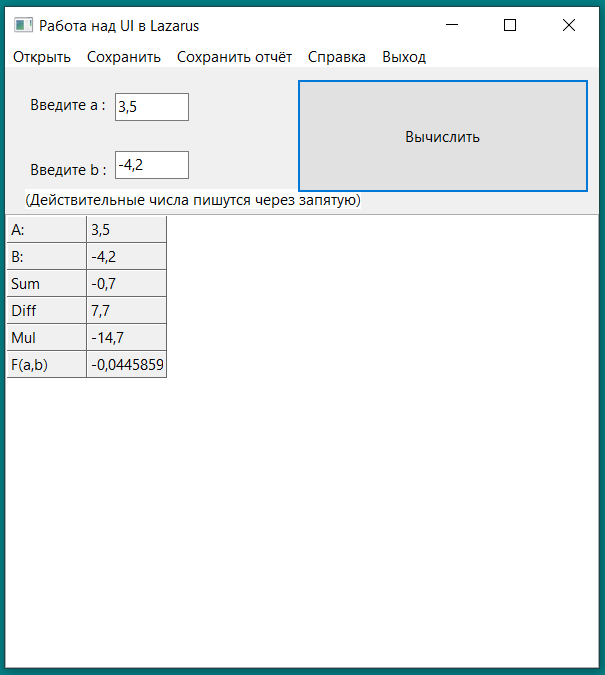 Работа над UI в Lazarus
Открыть Сохранить Сохранить отчёт Справка Выход
Введите a : 3,5
Вычислить
Введите b : -4,2
(Действительные числа пишутся через запятую)
A: 3,5
B: -4,2
Sum -0,7
Diff 7,7
Mul -14,7
F(a,b) -0,0445859